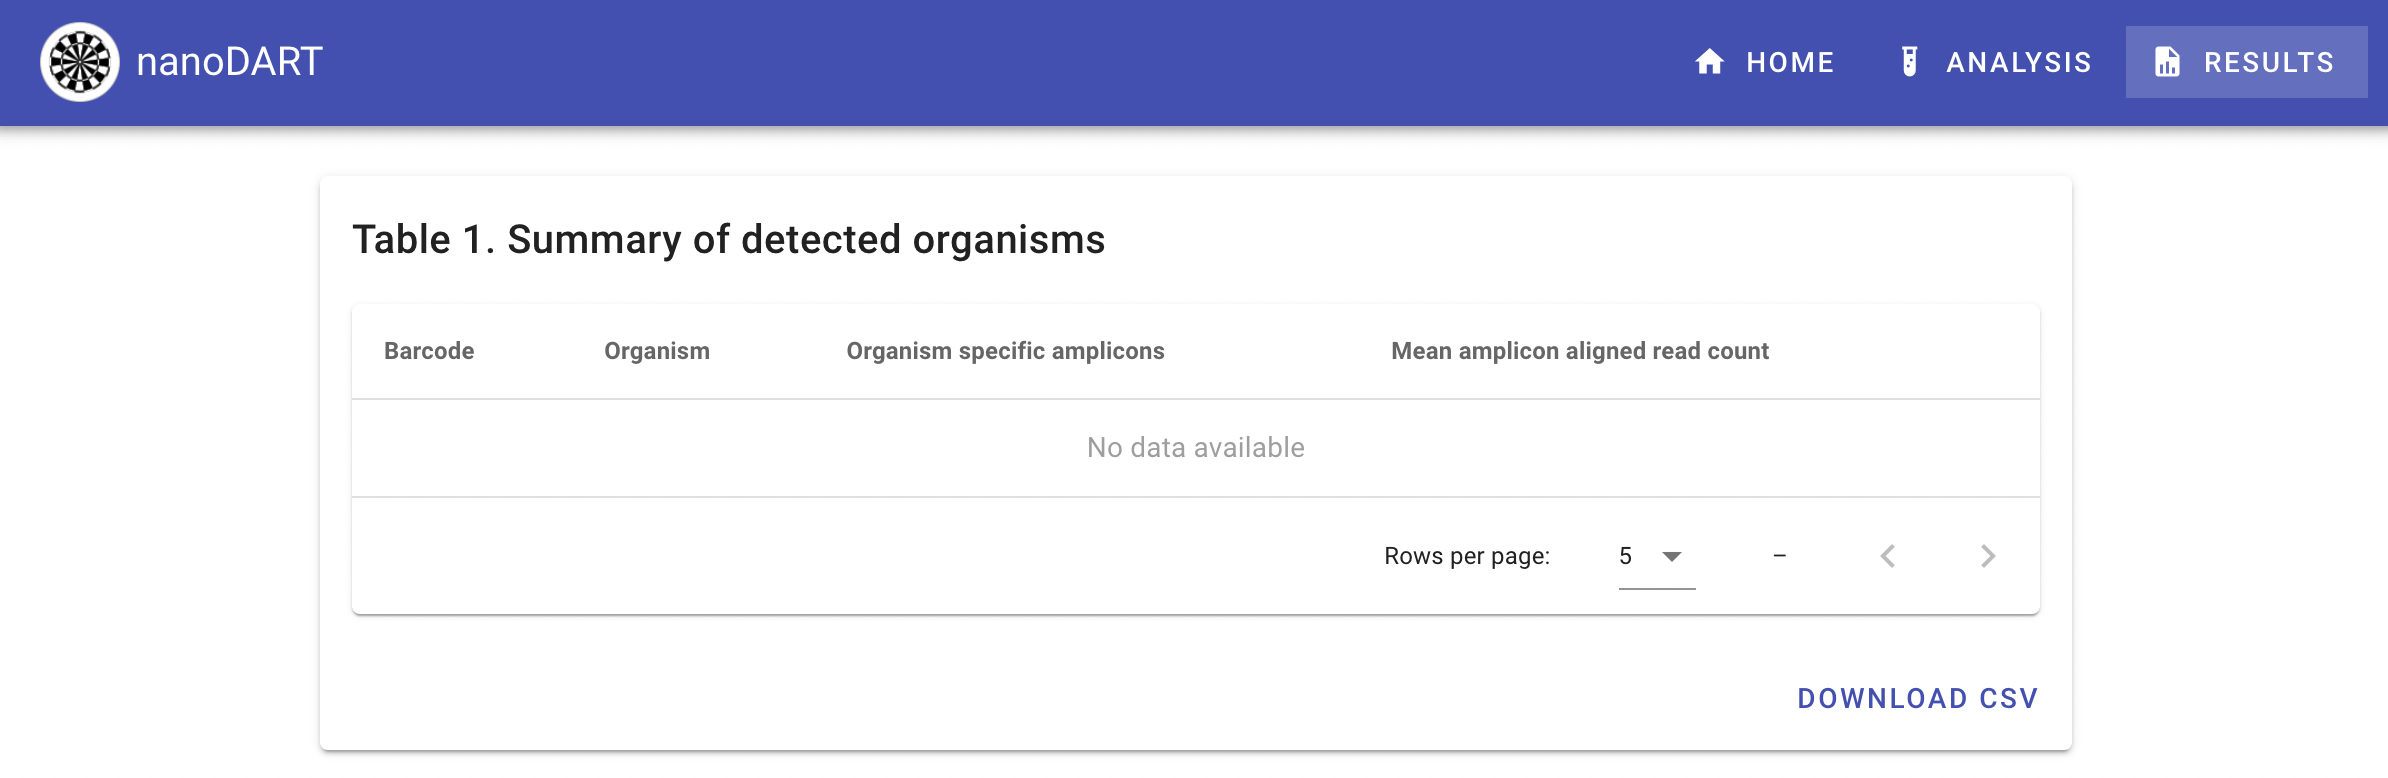 nanoDART
HOME ANALYSIS RESULTS
Table 1. Summary of detected organisms
Barcode Organism Organism specific amplicons Mean amplicon aligned read count
No data available
Rows per page: 5 –
DOWNLOAD CSV